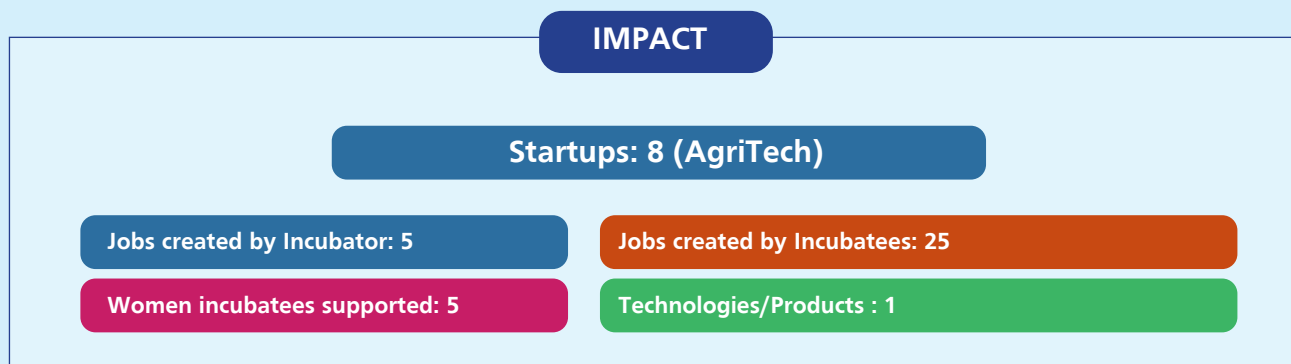 IMPACT
Startups: 8 (AgriTech)
Jobs created by Incubator: 5
Jobs created by Incubatees: 25
Women incubatees supported: 5
Technologies/Products : 1